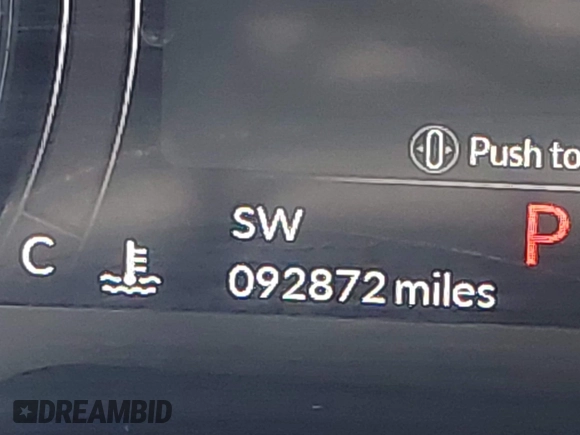 Push to
SW
P
C
092872 miles
DREAMBID